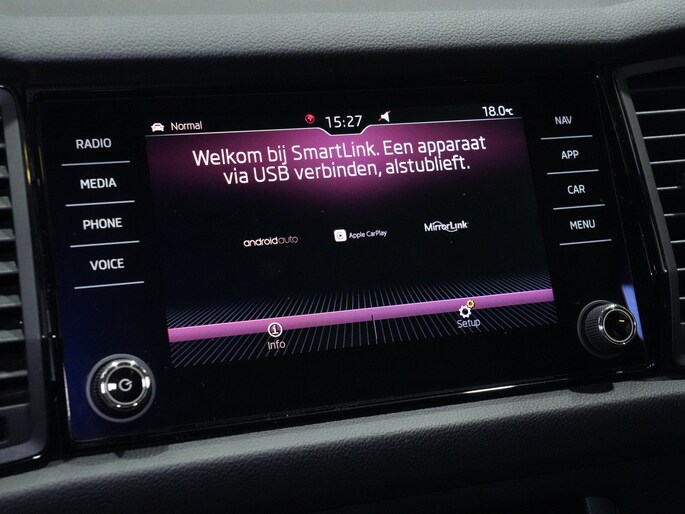 Normal
15:27
18.0°C
RADIO
MEDIA
PHONE
VOICE
Welkom bij SmartLink. Een apparaat
via USB verbinden, alstublieft.
androidauto
Apple CarPlay
MirrorLink
Info
Setup
NAV
APP
CAR
MENU